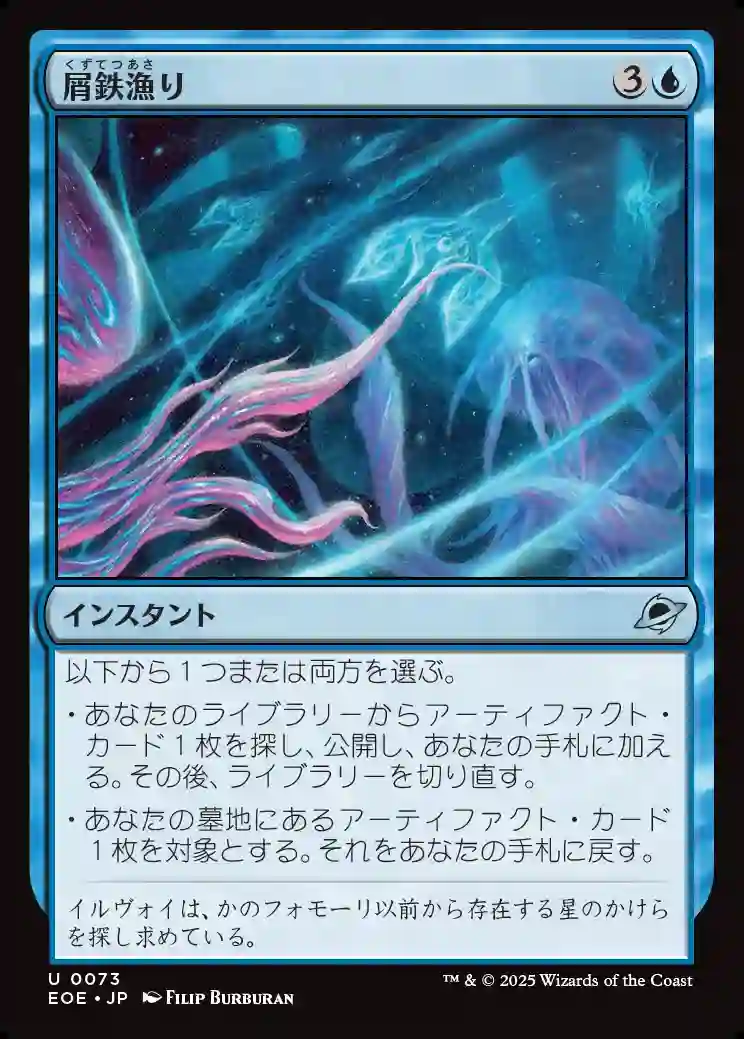 くずてつあさ
屑鉄漁り
3
インスタント
以下から1つまたは両方を選ぶ。
・あなたのライブラリーからアーティファクト・
カード1枚を探し、公開し、あなたの手札に加え
る。その後、ライブラリーを切り直す。
・あなたの墓地にあるアーティファクト・カード
1枚を対象とする。それをあなたの手札に戻す。
イルヴォイは、かのフォモーリ以前から存在する星のかけら
を探し求めている。
U 0073
EOE • JP FILIP BURBURAN
™ & © 2025 Wizards of the Coast